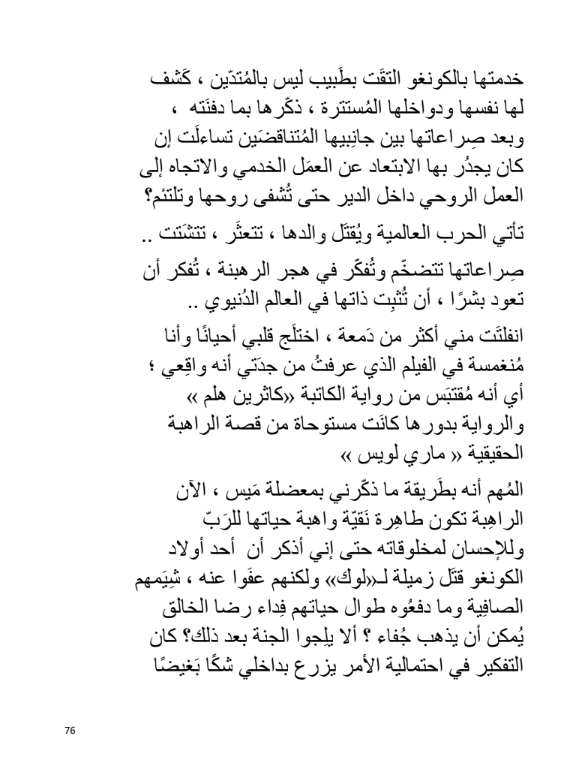 خدمتها بالكونغو التقَت بطَبيب ليس بالمُتدّين ، كَشف
لها نفسها ودواخلها المُستترة ، ذكّرها بما دفنَته ،
وبعد صِراعاتها بين جانِبيها المُتناقضَين تساءلَت إن
كان يجدُر بها الابتعاد عن العمَل الخدمي والاتجاه إلى
العمل الروحي داخل الدير حتى تُشفى روحها وتلتئم؟
تأتي الحرب العالمية ويُقتَل والدها ، تتعثَّر ، تتشَتت ..
صِراعاتها تتضخّم وتُفكّر في هجر الرهبنة ، تُفكر أن
تعود بشرًا ، أن تُثبِت ذاتها في العالم الدُنيوي ..
انفلتَت مني أكثر من دَمعة ، اختلَج قلبي أحيانًا وأنا
مُنغمسة في الفيلم الذي عرفتُ من جدَتي أنه واقِعي ؛
أي أنه مُقتبَس من رواية الكاتبة «كاثرين هلم »
والرواية بدورها كانَت مستوحاة من قصة الراهبة
الحقيقية « ماري لويس »
المُهم أنه بطَريقة ما ذكّرني بمعضلة مَيس ، الآن
الراهِبة تكون طاهِرة نَقيّة واهبة حياتها للرَبّ
وللإحسان لمخلوقاته حتى إني أذكر أن أحد أولاد
الكونغو قتَل زميلة لـ«لوك» ولكنهم عفَوا عنه ، شِيَمهم
الصافِية وما دفعُوه طوال حياتهم فِداء رضا الخالق
يُمكن أن يذهب جُفاء ؟ ألا يلِجوا الجنة بعد ذلك؟ كان
التفكير في احتمالية الأمر يزرع بداخلي شكًا بَغيضًا
76